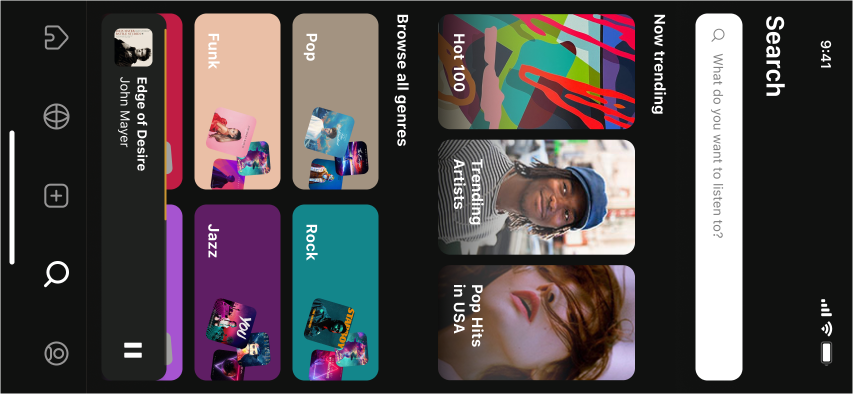 9:41
Search
What do you want to listen to?
Now trending
Hot 100
Trending
Artists
Pop Hits
in USA
Browse all genres
Pop
Rock
Funk
Jazz
YOU
Edge of Desire
John Mayer